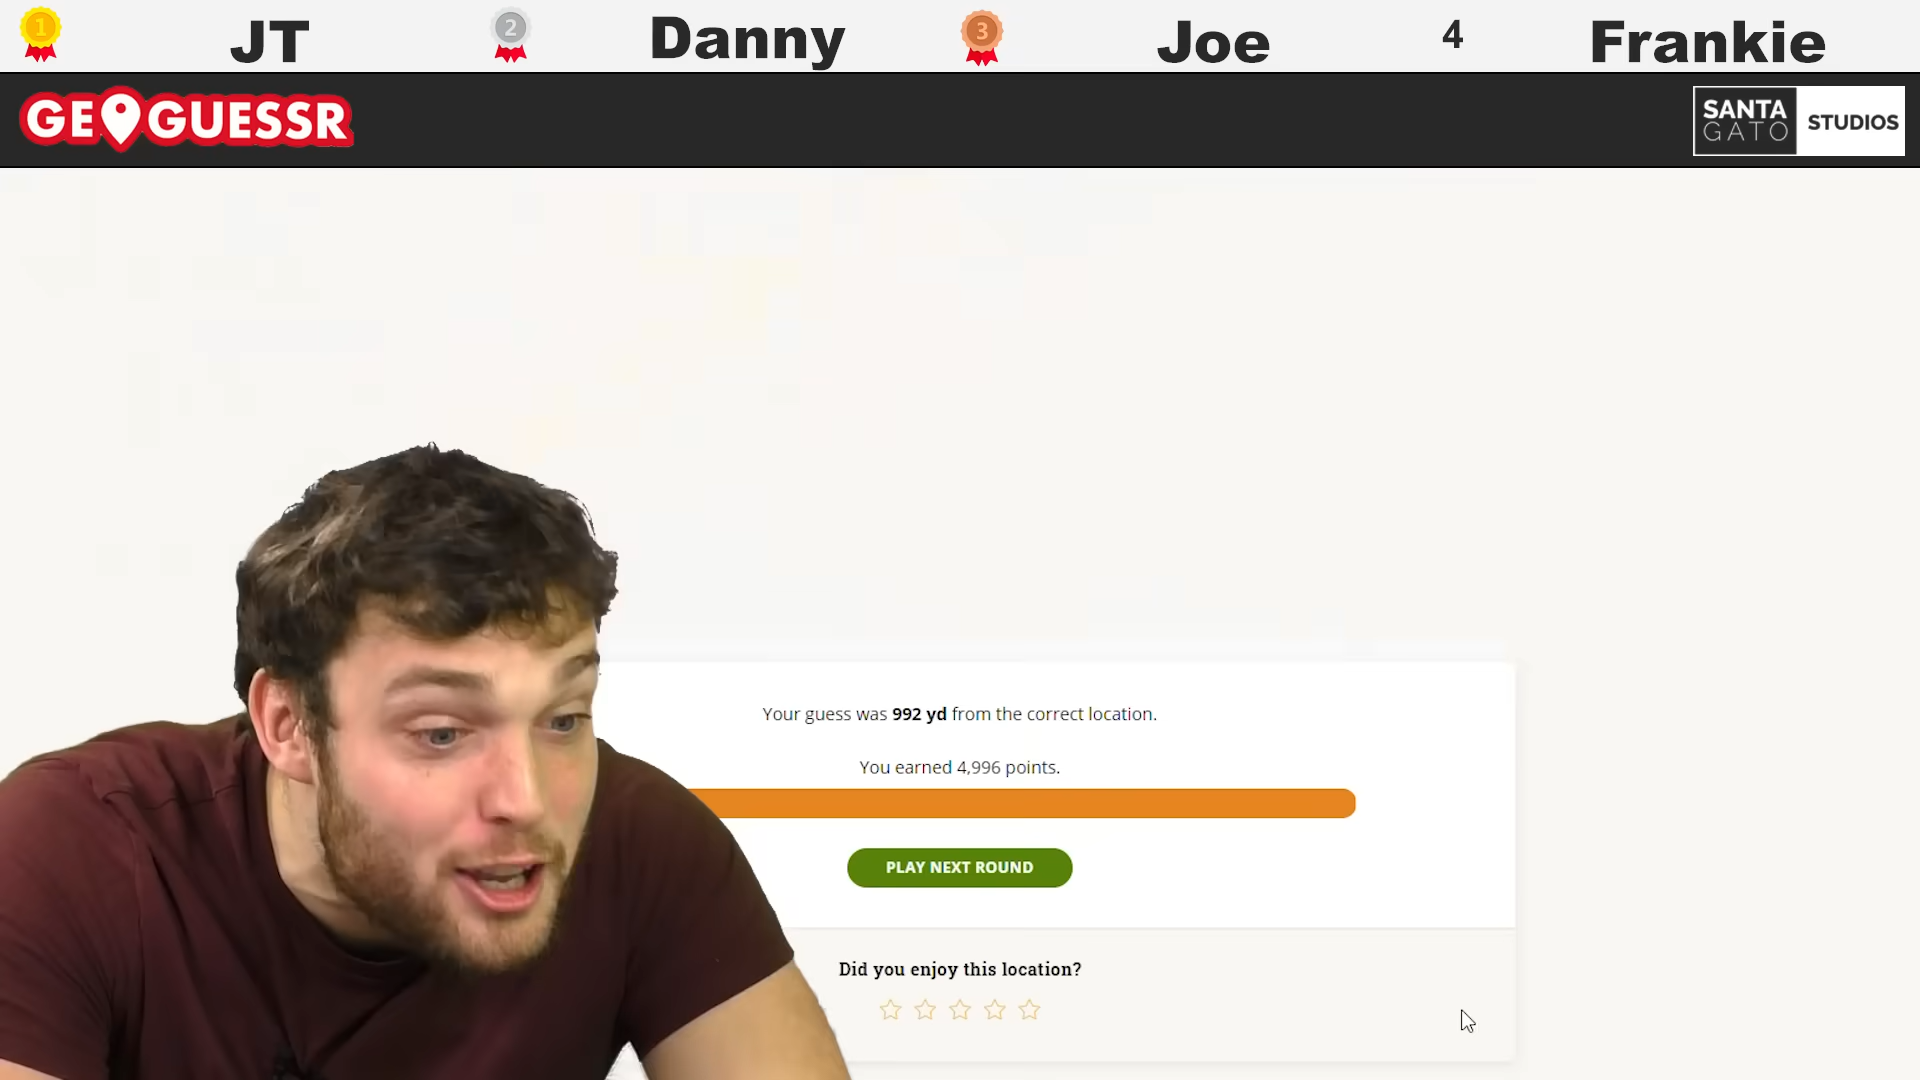 1 JT 2 Danny 3 Joe 4 Frankie
GEOGUESSR
SANTA
GATO
STUDIOS
Your guess was 992 yd from the correct location.
You earned 4,996 points.
PLAY NEXT ROUND
Did you enjoy this location?